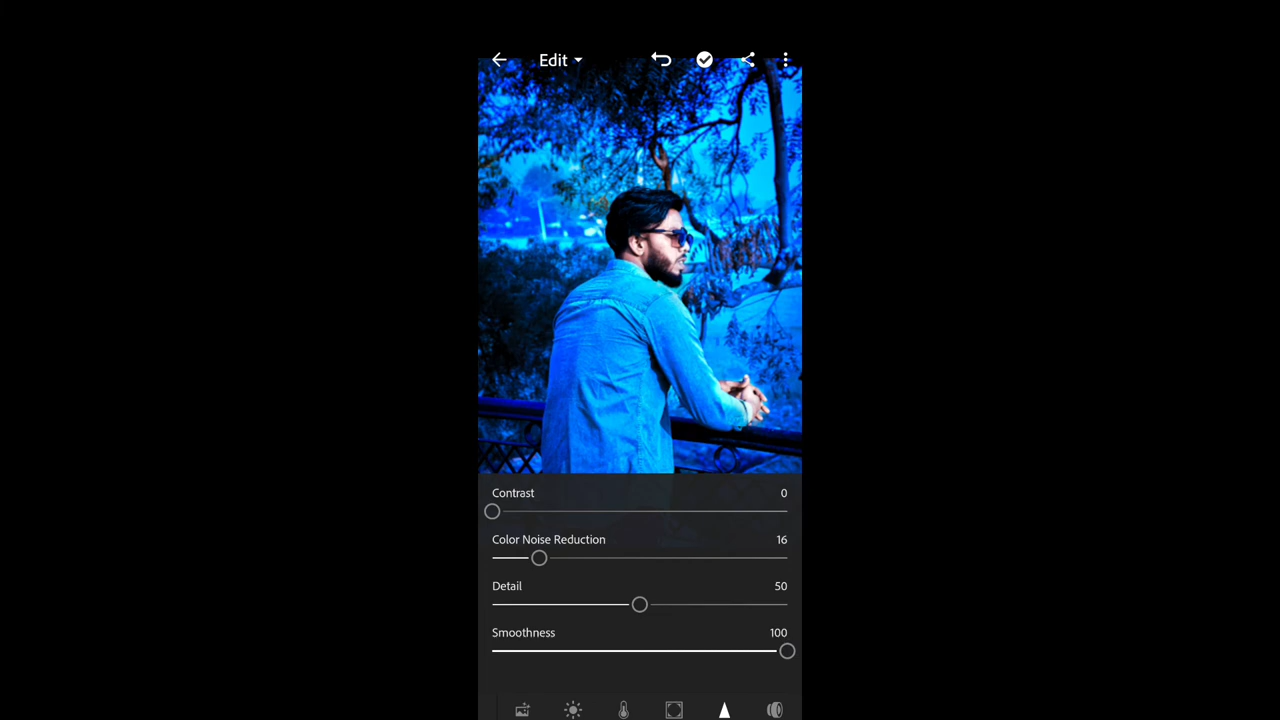 Edit
Contrast 0
Color Noise Reduction 16
Detail 50
Smoothness 100